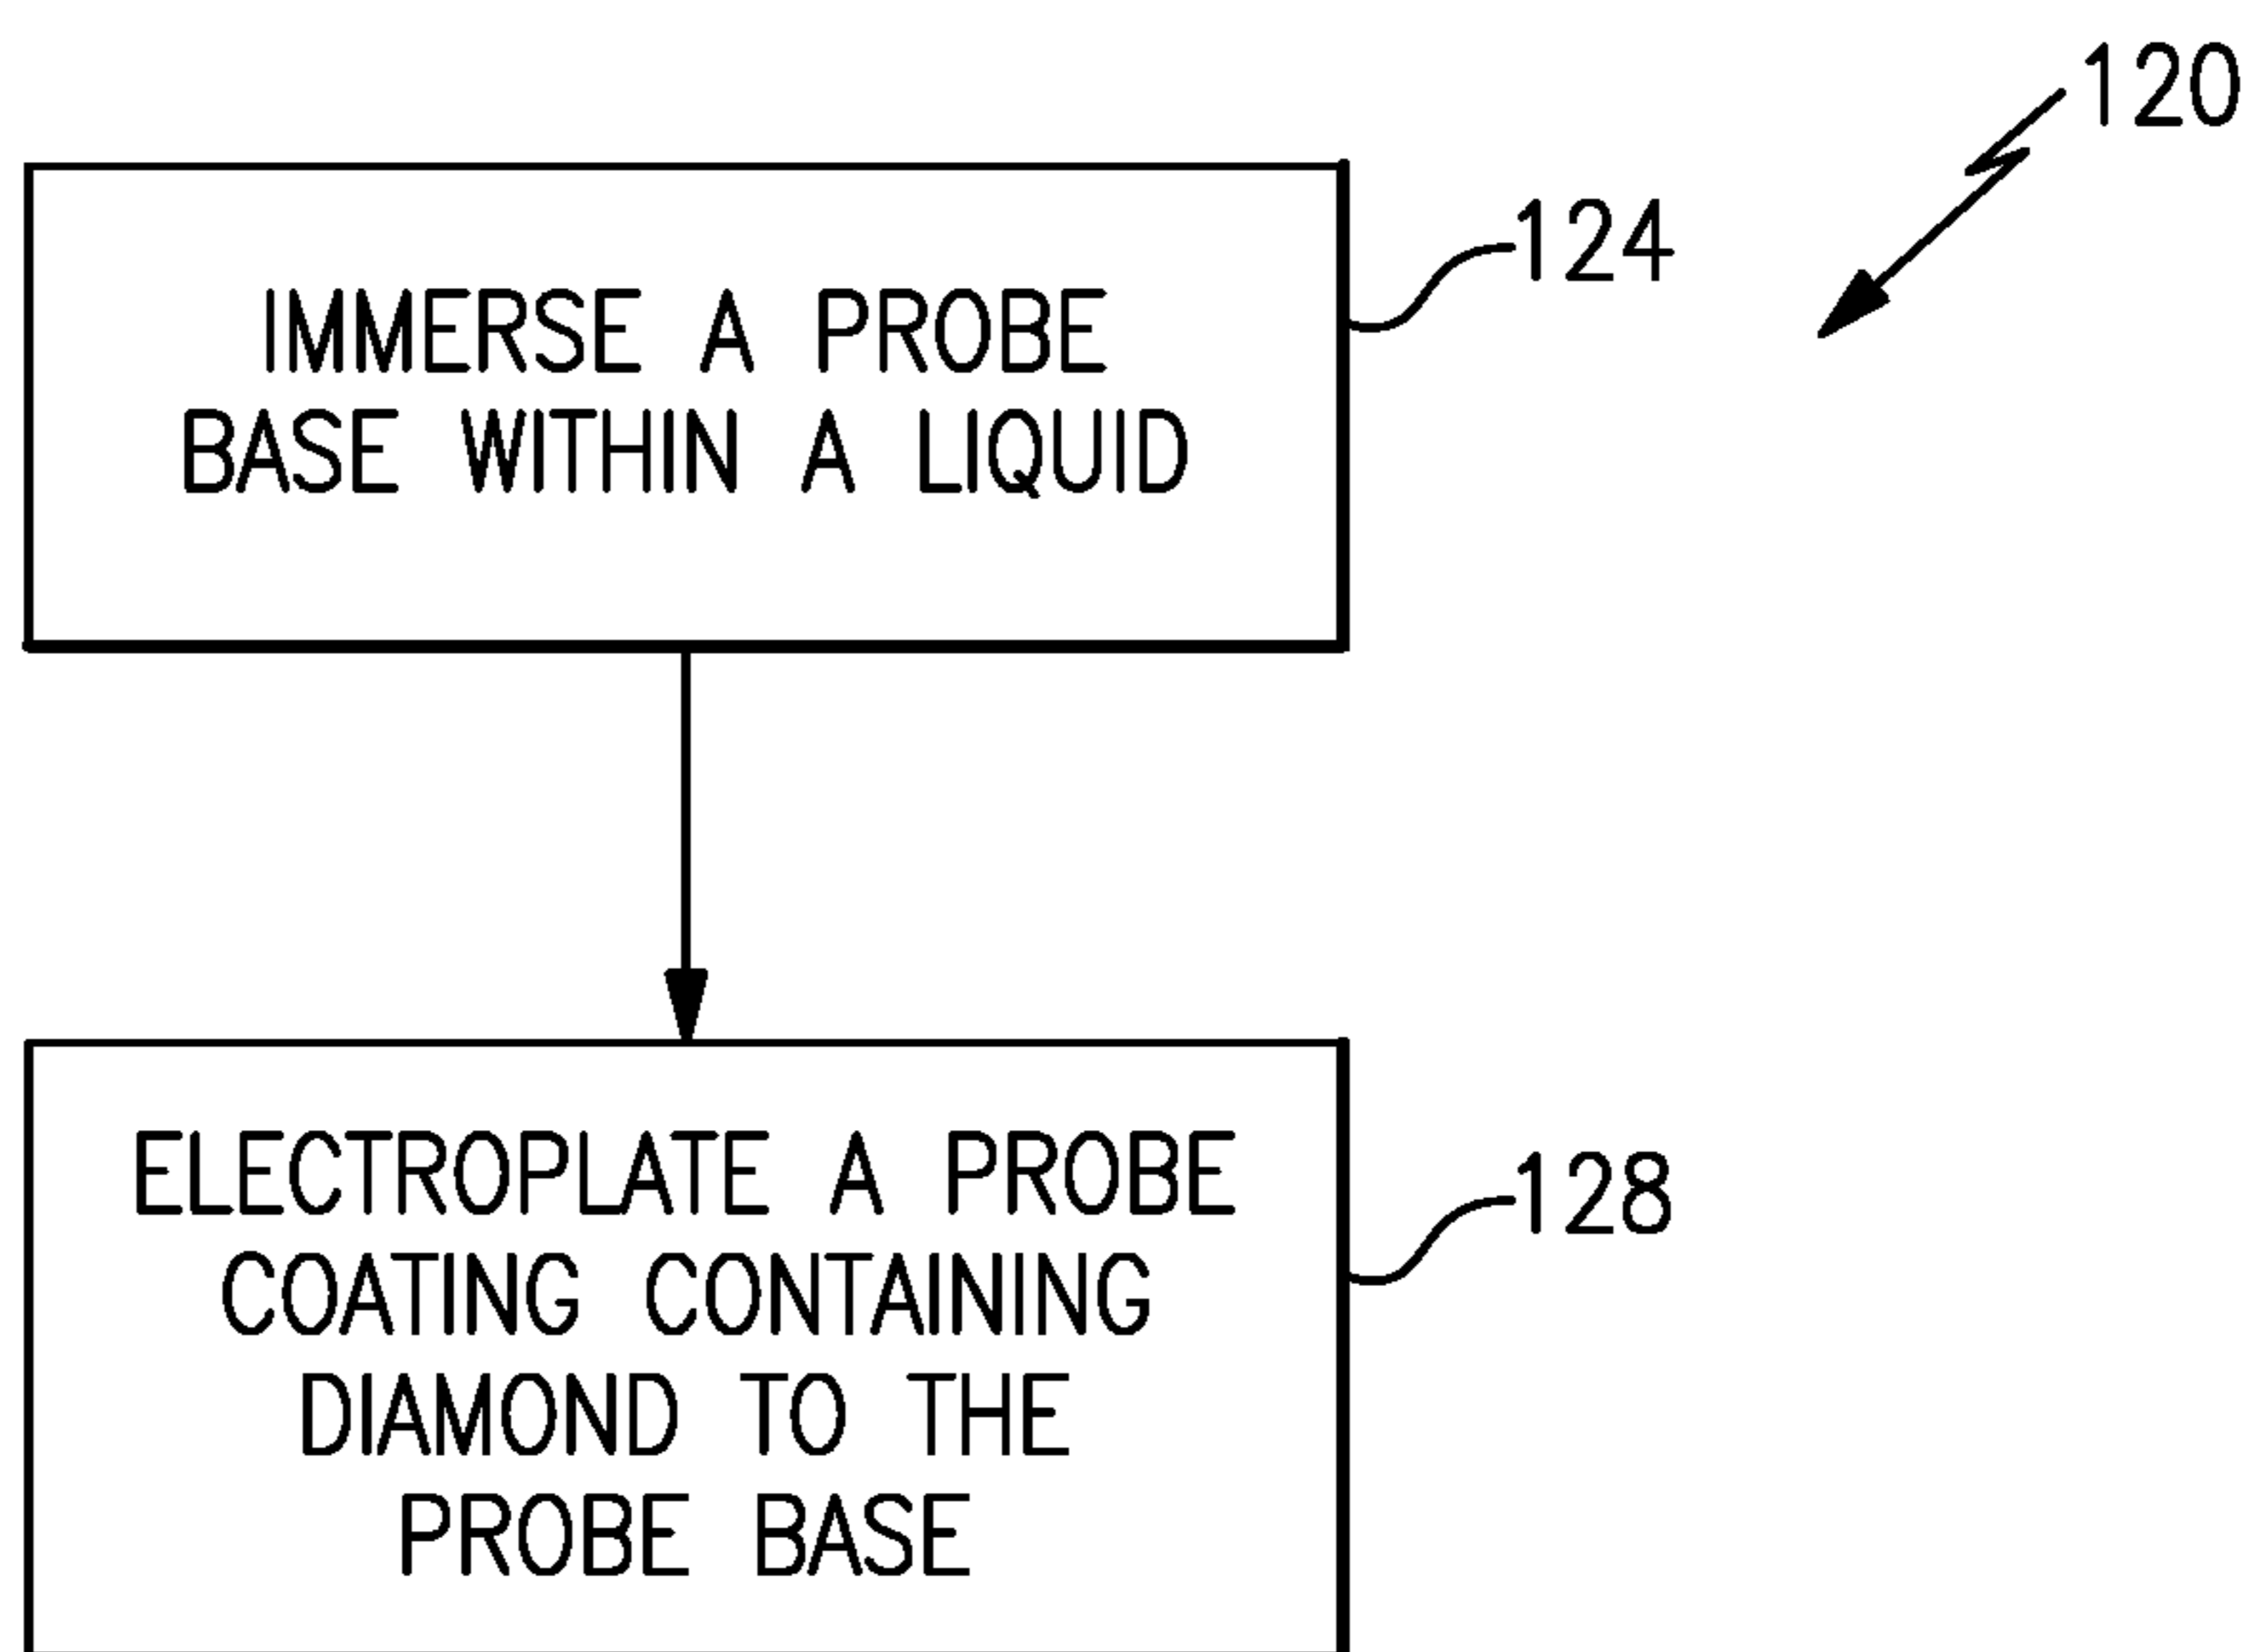 120
124
IMMERSE A PROBE
BASE WITHIN A LIQUID
128
ELECTROPLATE A PROBE
COATING CONTAINING
DIAMOND TO THE
PROBE BASE